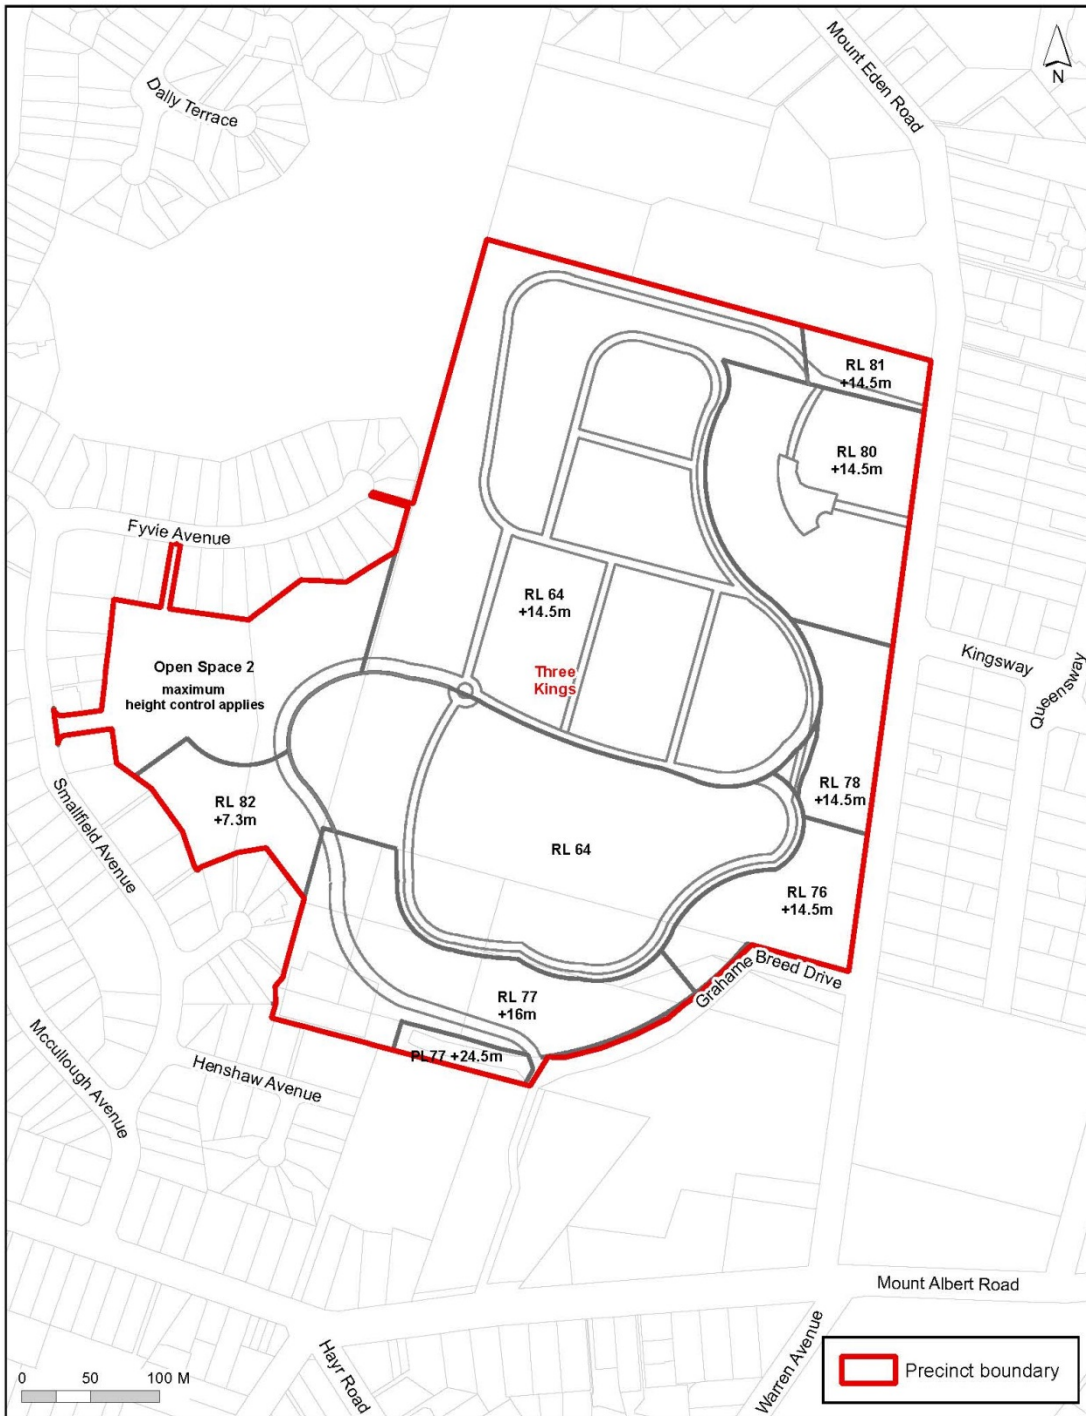 Mount Eden Road
N
Dally Terrace
RL 81
+14.5m
RL 80
+14.5m
Fyvie Avenue
RL 64
+14.5m
Three
Kings
Kingsway
Queensway
Open Space 2
maximum
height control applies
RL 82
+7.3m
RL 78
+14.5m
Smallfield Avenue
RL 64
RL 76
+14.5m
Grahame Breed Drive
RL 77
+16m
RL77 +24.5m
Mccullough Avenue
Henshaw Avenue
Mount Albert Road
Hayr Road
Warren Avenue
Precinct boundary
0 50 100 M